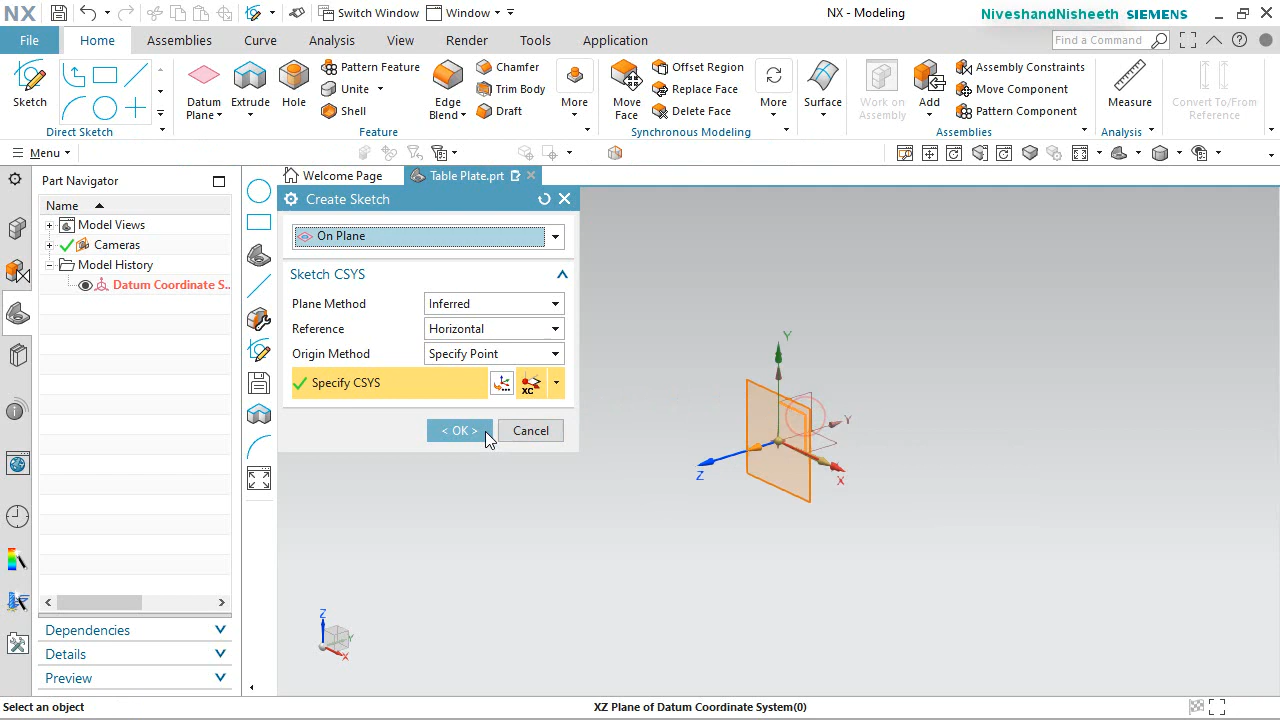 NX Switch Window Window NX - Modeling NiveshandNisheeth SIEMENS
File Home Assemblies Curve Analysis View Render Tools Application Find a Command
Sketch
Direct Sketch
Datum Plane
Extrude
Hole
Pattern Feature
Unite
Shell
Edge Blend
Chamfer
Trim Body
Draft
More
Feature
Move Face
Offset Region
Replace Face
Delete Face
More
Synchronous Modeling
Surface
Work on Assembly
Add
Assembly Constraints
Move Component
Pattern Component
Assemblies
Measure
Analysis
Convert To/From Reference
Menu
Part Navigator
Welcome Page Table Plate.prt
Name
Model Views
Cameras
Model History
Datum Coordinate S..
Create Sketch
On Plane
Sketch CSYS
Plane Method Inferred
Reference Horizontal
Origin Method Specify Point
Specify CSYS XC
< OK > Cancel
Y
Y
Z
X
Z
Y
X
Dependencies
Details
Preview
Select an object XZ Plane of Datum Coordinate System(0)